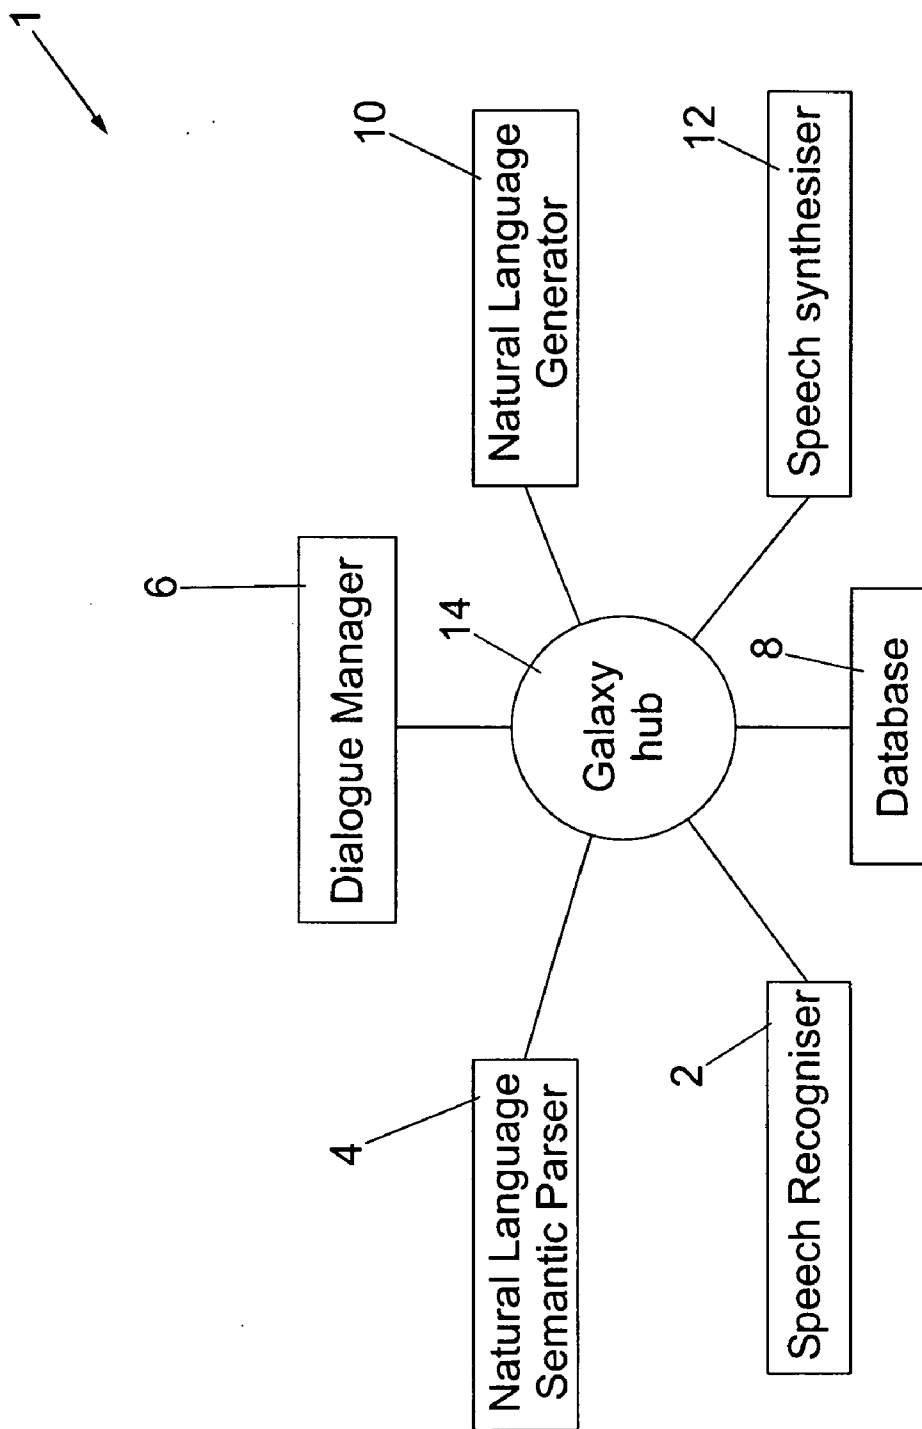 1
6
Dialogue Manager
10
Natural Language
Generator
4
Natural Language
Semantic Parser
14
Galaxy
hub
12
Speech synthesiser
2
Speech Recogniser
8
Database